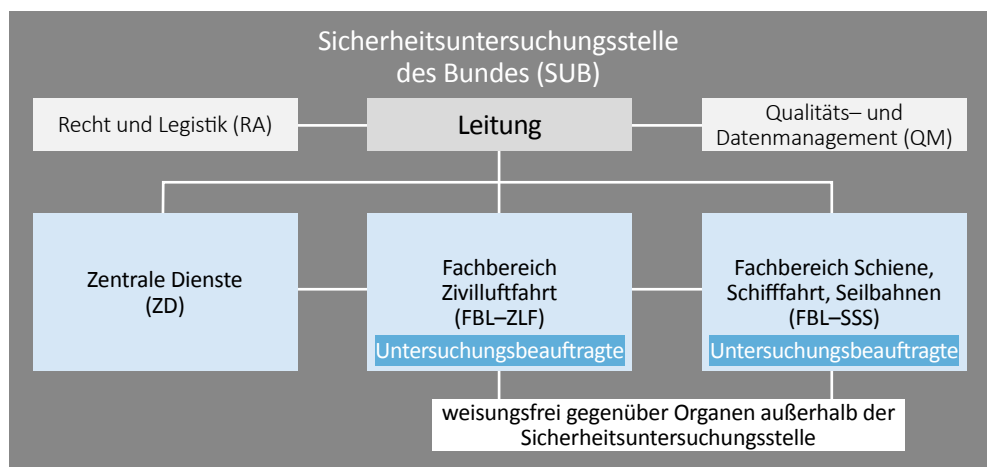 Sicherheitsuntersuchungsstelle
des Bundes (SUB)
Recht und Legistik (RA)
Leitung
Qualitäts– und
Datenmanagement (QM)
Zentrale Dienste
(ZD)
Fachbereich
Zivilluftfahrt
(FBL–ZLF)
Untersuchungsbeauftragte
Fachbereich Schiene,
Schifffahrt, Seilbahnen
(FBL–SSS)
Untersuchungsbeauftragte
weisungsfrei gegenüber Organen außerhalb der
Sicherheitsuntersuchungsstelle